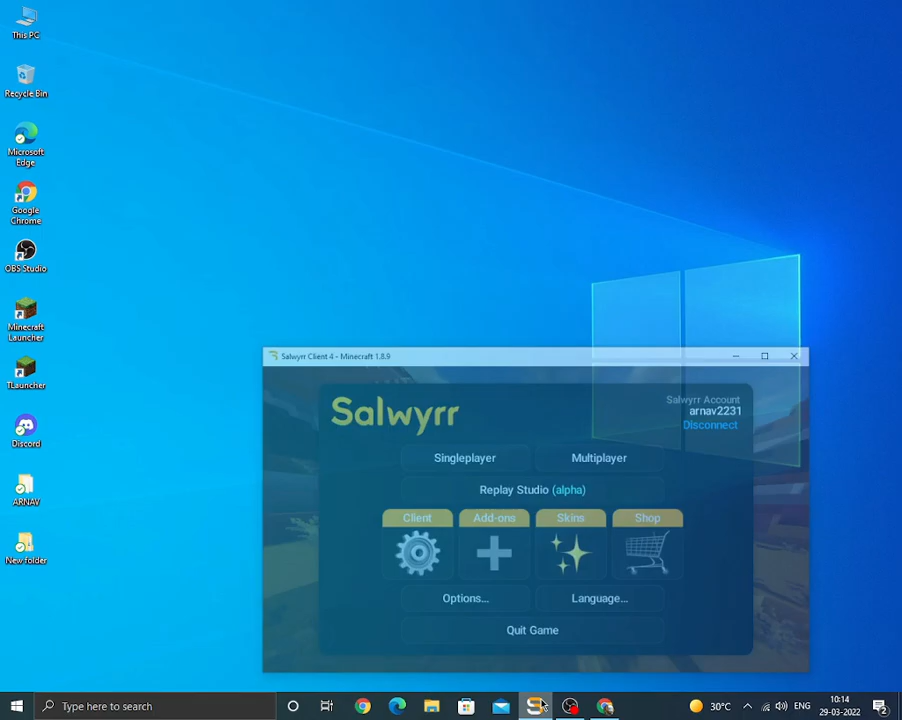 This PC
Recycle Bin
Microsoft
Edge
Google
Chrome
OBS Studio
Minecraft
Launcher
TLauncher
Discord
ARNAV
New folder
Salwyrr Client 4 - Minecraft 1.8.9
Salwyrr
Salwyrr Account
arnav2231
Disconnect
Singleplayer
Multiplayer
Replay Studio (alpha)
Client
Add-ons
Skins
Shop
Options...
Language...
Quit Game
Type here to search
30°C
ENG
10:14
29-03-2022
2